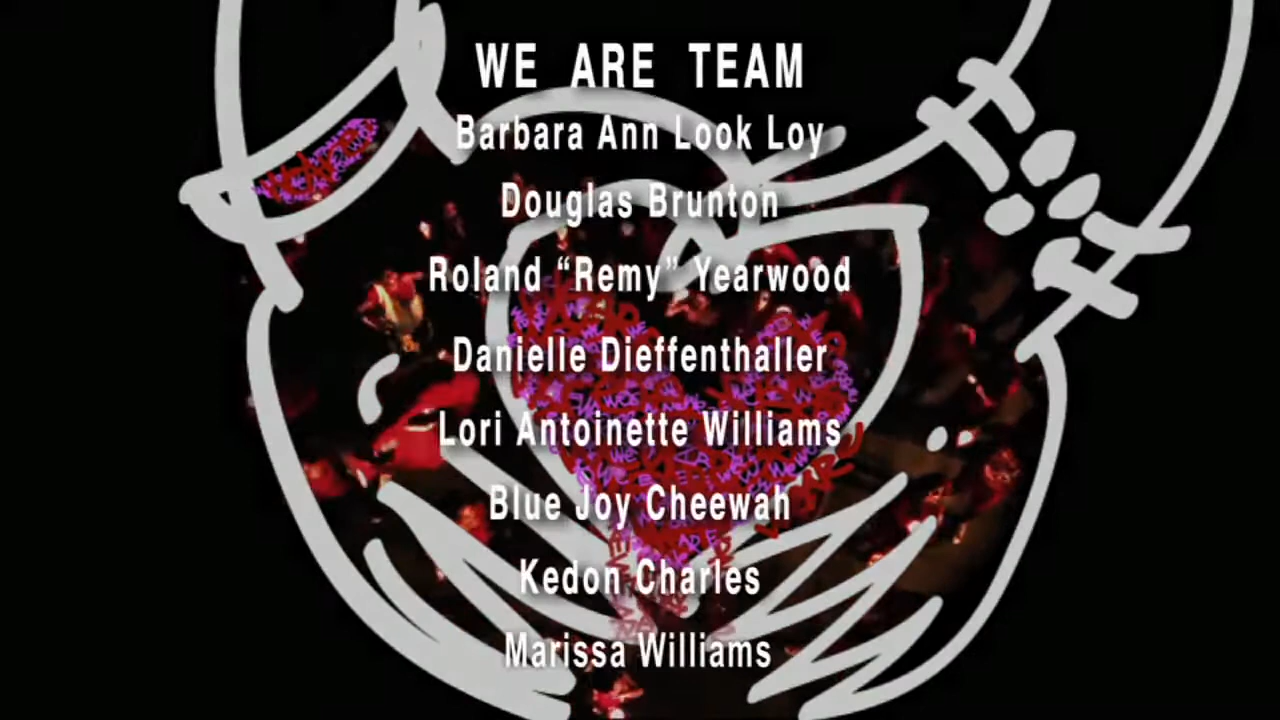 WE ARE TEAM
Barbara Ann Look Loy
Douglas Brunton
Roland “Remy” Yearwood
Danielle Dieffenthaller
Lori Antoinette Williams
Blue Joy Cheewah
Kedon Charles
Marissa Williams